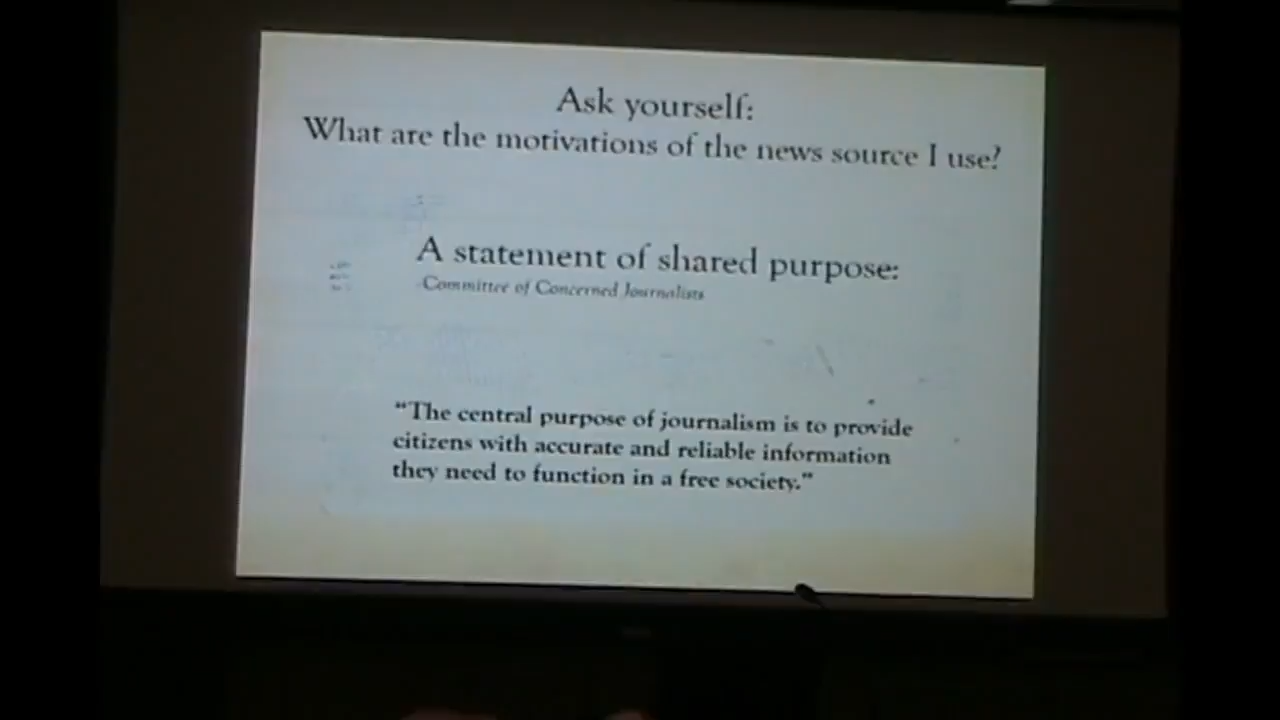 Ask yourself:
What are the motivations of the news source I use?
A statement of shared purpose:
Committee of Concerned Journalists
“The central purpose of journalism is to provide
citizens with accurate and reliable information
they need to function in a free society.”